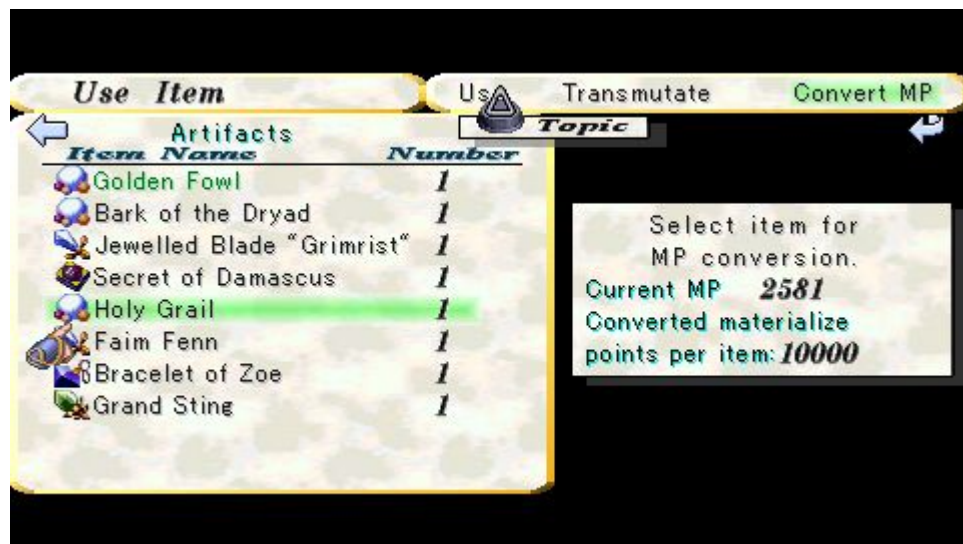 Use Item
Us Transmutate Convert MP
Topic
Artifacts
Item Name Number
Golden Fowl 1
Bark of the Dryad 1
Jewelled Blade "Grimrist" 1
Secret of Damascus 1
Holy Grail 1
Faim Fenn 1
Bracelet of Zoe 1
Grand Sting 1
Select item for
MP conversion.
Current MP 2581
Converted materialize
points per item: 10000